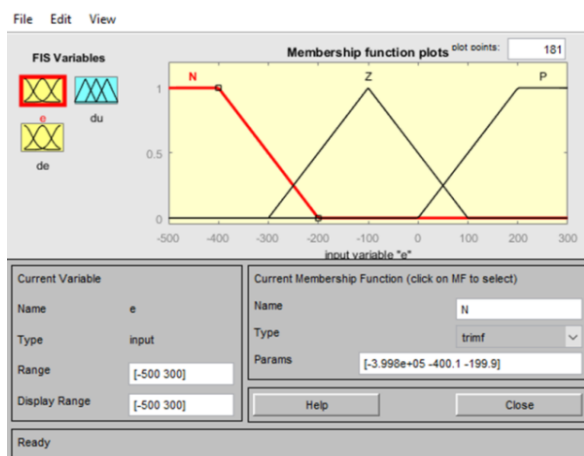 File Edit View
FIS Variables
e
du
de
Membership function plots
plot points:
181
N
Z
P
1
0.5
0
-500 -400 -300 -200 -100 0 100 200 300
input variable "e"
Current Variable
Name e
Type input
Range [-500 300]
Display Range [-500 300]
Current Membership Function (click on MF to select)
Name N
Type trimf
Params [-3.998e+05 -400.1 -199.9]
Help Close
Ready